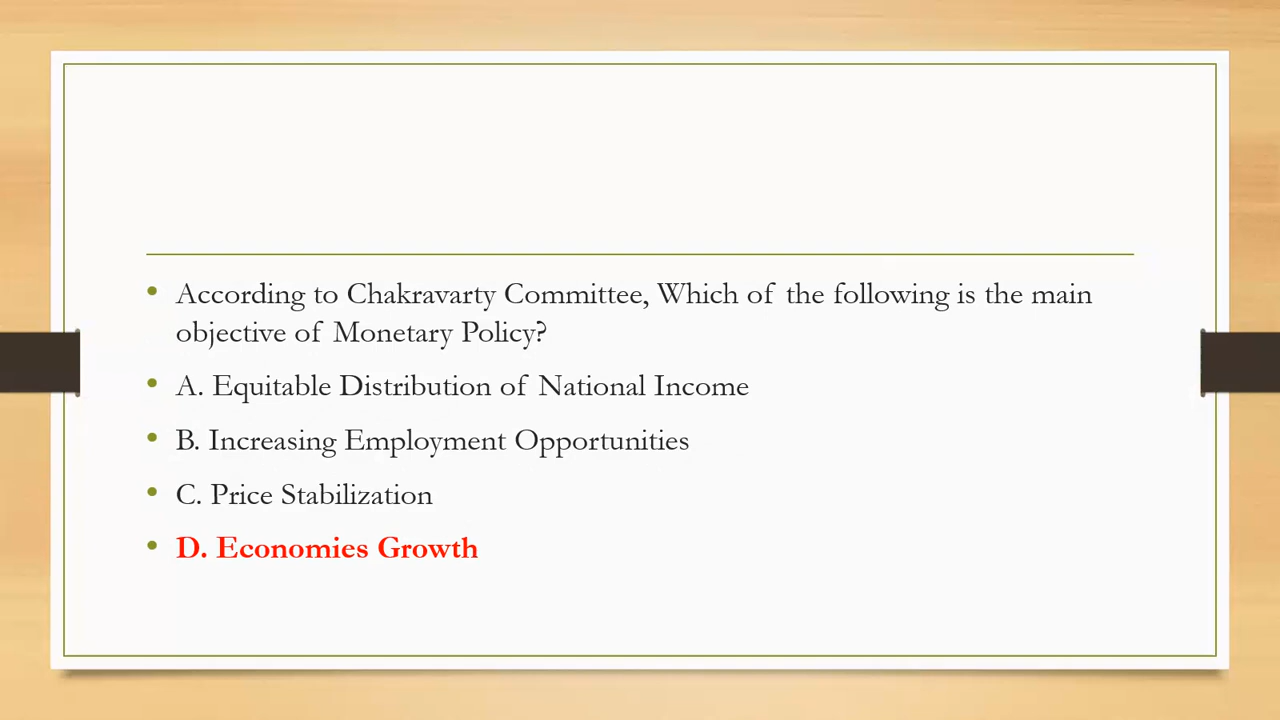 • According to Chakravarty Committee, Which of the following is the main
objective of Monetary Policy?
• A. Equitable Distribution of National Income
• B. Increasing Employment Opportunities
• C. Price Stabilization
• D. Economies Growth